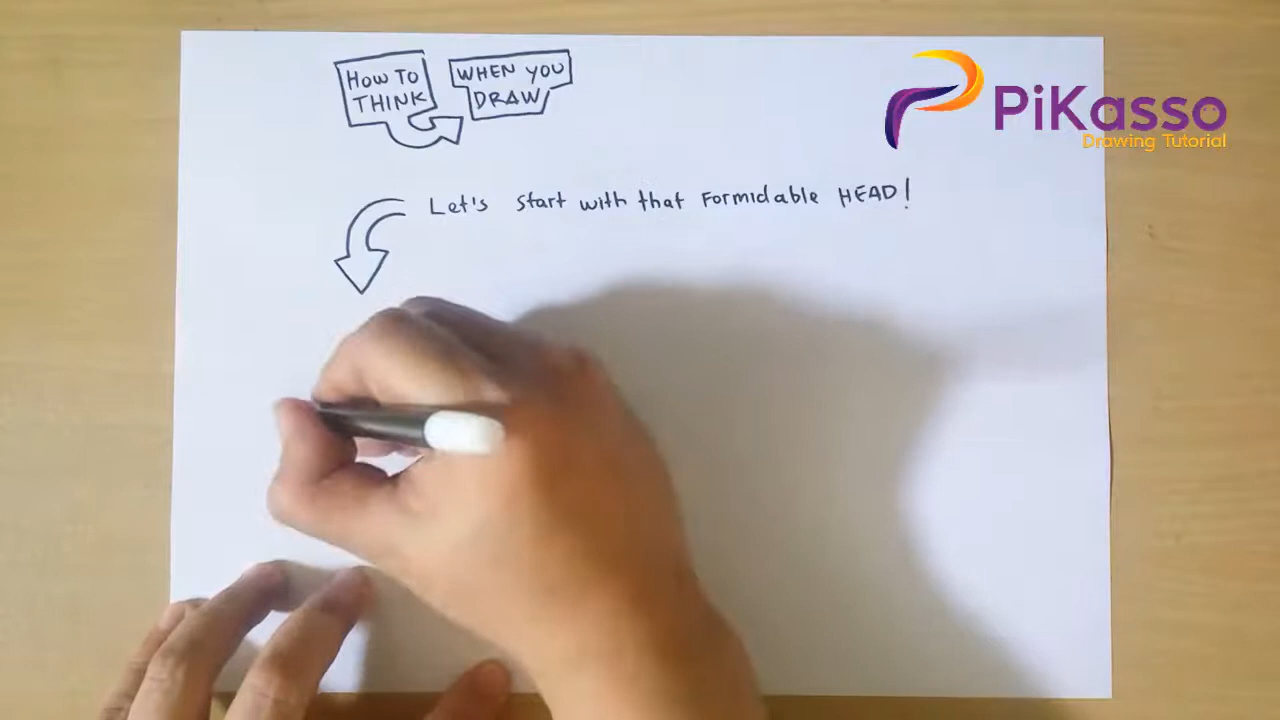 HOW TO
THINK
WHEN YOU
DRAW
PiKasso
Drawing Tutorial
Let's start with that FORMIdable HEAD!